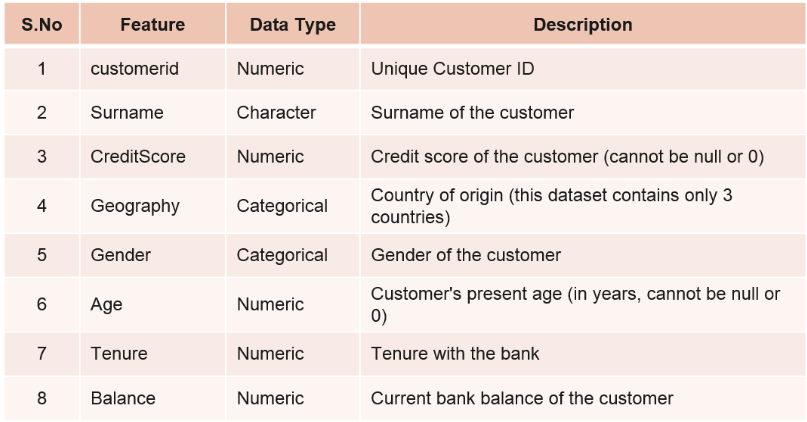 S.No Feature Data Type Description
1 customerid Numeric Unique Customer ID
2 Surname Character Surname of the customer
3 CreditScore Numeric Credit score of the customer (cannot be null or 0)
4 Geography Categorical Country of origin (this dataset contains only 3
countries)
5 Gender Categorical Gender of the customer
6 Age Numeric Customer's present age (in years, cannot be null or
0)
7 Tenure Numeric Tenure with the bank
8 Balance Numeric Current bank balance of the customer